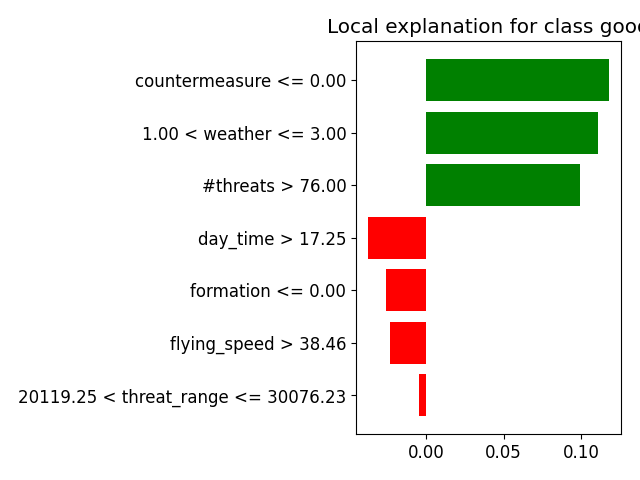 Local explanation for class good
countermeasure <= 0.00
1.00 < weather <= 3.00
#threats > 76.00
day_time > 17.25
formation <= 0.00
flying_speed > 38.46
20119.25 < threat_range <= 30076.23
0.00 0.05 0.10